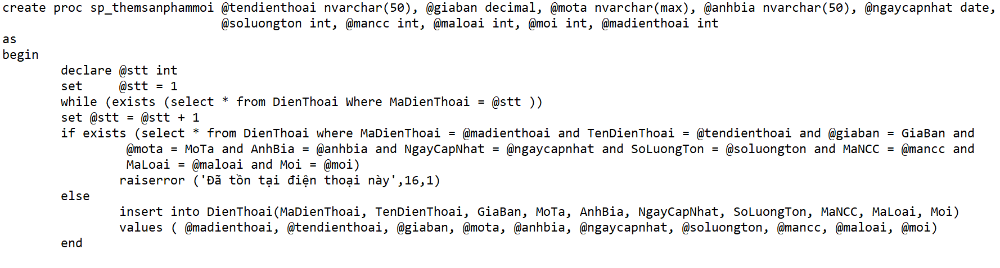 create proc sp_themsanphammoi @tendienthoai nvarchar(50), @giaban decimal, @mota nvarchar(max), @anhbia nvarchar(50), @ngaycapnhat date,
@soluongton int, @mancc int, @maloai int, @moi int, @madienthoai int
as
begin
declare @stt int
set @stt = 1
while (exists (select * from DienThoai Where MaDienThoai = @stt ))
set @stt = @stt + 1
if exists (select * from DienThoai where MaDienThoai = @madienthoai and TenDienThoai = @tendienthoai and @giaban = GiaBan and
@mota = MoTa and AnhBia = @anhbia and NgayCapNhat = @ngaycapnhat and SoLuongTon = @soluongton and MaNCC = @mancc and
MaLoai = @maloai and Moi = @moi)
raiserror ('Đã tồn tại điện thoại này',16,1)
else
insert into DienThoai(MaDienThoai, TenDienThoai, GiaBan, MoTa, AnhBia, NgayCapNhat, SoLuongTon, MaNCC, MaLoai, Moi)
values ( @madienthoai, @tendienthoai, @giaban, @mota, @anhbia, @ngaycapnhat, @soluongton, @mancc, @maloai, @moi)
end